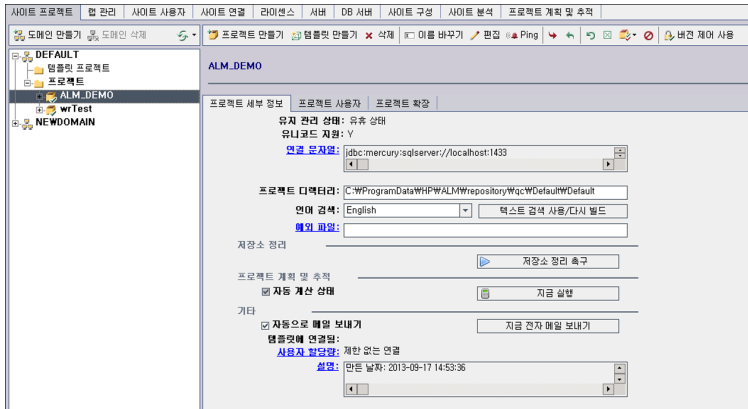 사이트 프로젝트 랩 관리 사이트 사용자 사이트 연결 라이센스 서버 DB 서버 사이트 구성 사이트 분석 프로젝트 계획 및 추적
도메인 만들기 도메인 삭제
프로젝트 만들기 템플릿 만들기 삭제 이름 바꾸기 편집 Ping 버전 제어 사용
DEFAULT
템플릿 프로젝트
프로젝트
ALM_DEMO
wrTest
NEWDOMAIN
ALM_DEMO
프로젝트 세부 정보 프로젝트 사용자 프로젝트 확장
유지 관리 상태: 유휴 상태
유니코드 지원: Y
연결 문자열: jdbc:mercury:sqlserver://localhost:1433
프로젝트 디렉터리: C:₩ProgramData₩HP₩ALM₩repository₩qc₩Default₩Default
언어 검색: English 텍스트 검색 사용/다시 빌드
예외 파일:
저장소 정리
저장소 정리 촉구
프로젝트 계획 및 추적
자동 계산 상태 지금 실행
기타
자동으로 메일 보내기 지금 전자 메일 보내기
템플릿에 연결됨:
사용자 할당량: 제한 없는 연결
설명: 만든 날짜: 2013-09-17 14:53:36